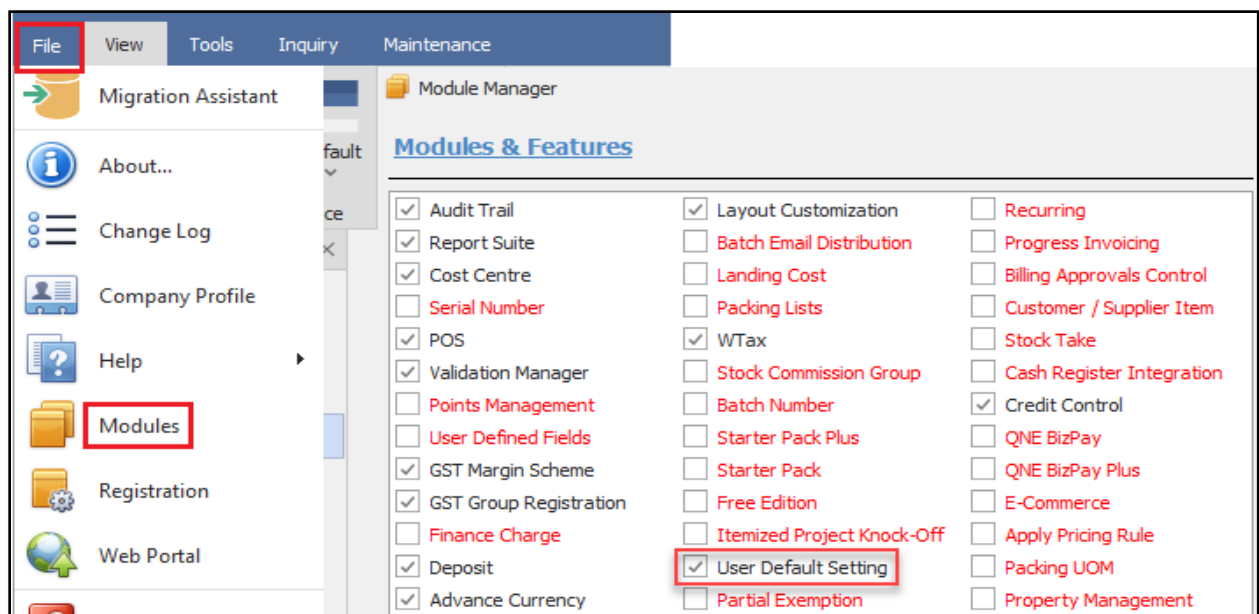 File View Tools Inquiry Maintenance
Migration Assistant
About...
Change Log
Company Profile
Help
Modules
Registration
Web Portal
fault
ce
Module Manager
Modules & Features
Audit Trail Layout Customization Recurring
Report Suite Batch Email Distribution Progress Invoicing
Cost Centre Landing Cost Billing Approvals Control
Serial Number Packing Lists Customer / Supplier Item
POS WTax Stock Take
Validation Manager Stock Commission Group Cash Register Integration
Points Management Batch Number Credit Control
User Defined Fields Starter Pack Plus QNE BizPay
GST Margin Scheme Starter Pack QNE BizPay Plus
GST Group Registration Free Edition E-Commerce
Finance Charge Itemized Project Knock-Off Apply Pricing Rule
Deposit User Default Setting Packing UOM
Advance Currency Partial Exemption Property Management